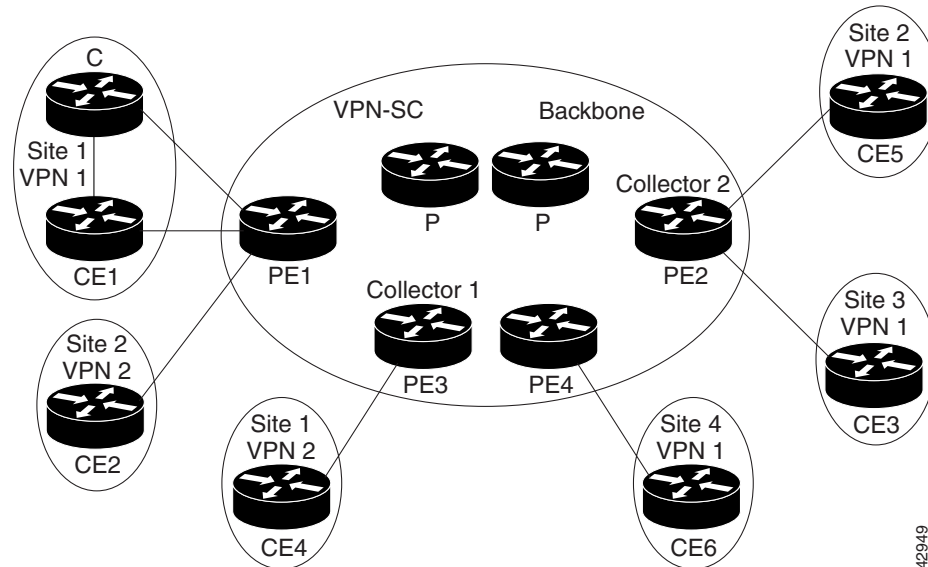 C
Site 1
VPN 1
CE1
Site 2
VPN 2
CE2
VPN-SC
Backbone
P
P
PE1
Collector 1
PE3
PE4
Collector 2
PE2
Site 1
VPN 2
CE4
Site 4
VPN 1
CE6
Site 2
VPN 1
CE5
Site 3
VPN 1
CE3
42949